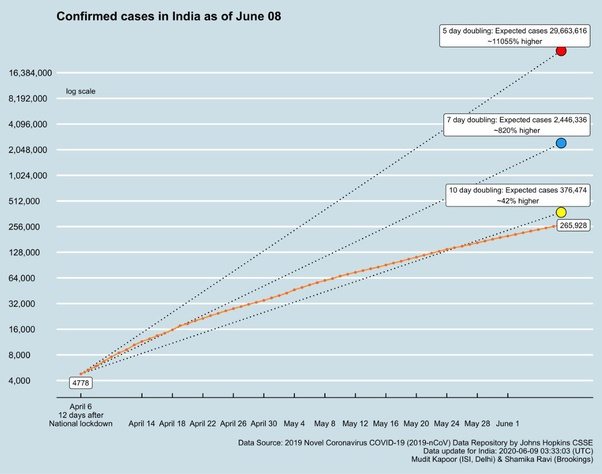 Confirmed cases in India as of June 08
5 day doubling: Expected cases 29,663,616
~11055% higher
16,384,000
log scale
8,192,000
7 day doubling: Expected cases 2,446,336
~820% higher
4,096,000
2,048,000
1,024,000
10 day doubling: Expected cases 376,474
~42% higher
512,000
256,000
265,928
128,000
64,000
32,000
16,000
8,000
4,000
4778
April 6
12 days after
National lockdown
April 14 April 18 April 22 April 26 April 30 May 4 May 8 May 12 May 16 May 20 May 24 May 28 June 1
Data Source: 2019 Novel Coronavirus COVID-19 (2019-nCoV) Data Repository by Johns Hopkins CSSE
Data update for India: 2020-06-09 03:33:03 (UTC)
Mudit Kapoor (ISI, Delhi) & Shamika Ravi (Brookings)